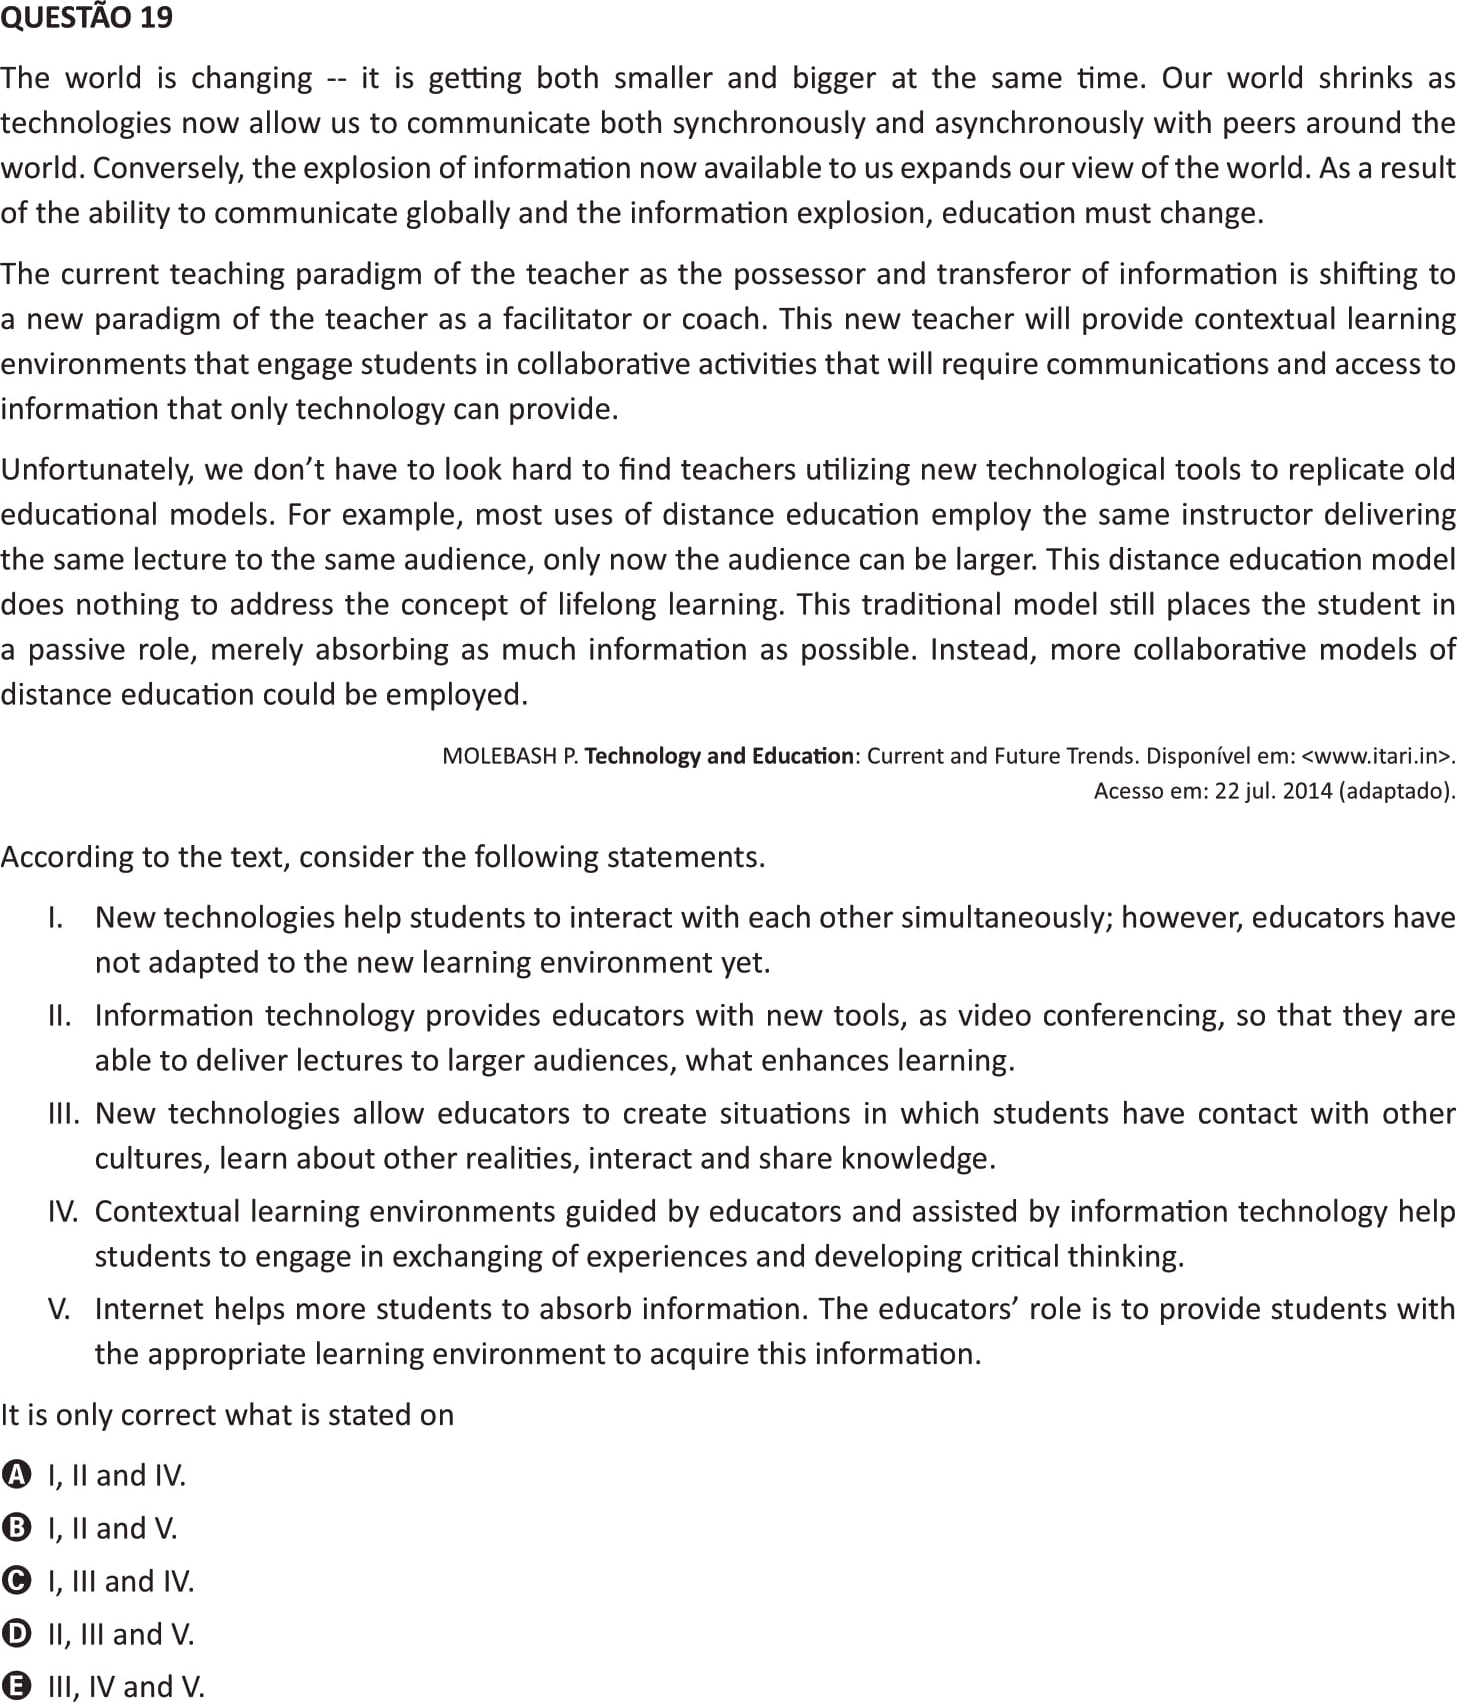 QUESTÃO 19
The world is changing -- it is getting both smaller and bigger at the same time. Our world shrinks as
technologies now allow us to communicate both synchronously and asynchronously with peers around the
world. Conversely, the explosion of information now available to us expands our view of the world. As a result
of the ability to communicate globally and the information explosion, education must change.
The current teaching paradigm of the teacher as the possessor and transferor of information is shifting to
a new paradigm of the teacher as a facilitator or coach. This new teacher will provide contextual learning
environments that engage students in collaborative activities that will require communications and access to
information that only technology can provide.
Unfortunately, we don’t have to look hard to find teachers utilizing new technological tools to replicate old
educational models. For example, most uses of distance education employ the same instructor delivering
the same lecture to the same audience, only now the audience can be larger. This distance education model
does nothing to address the concept of lifelong learning. This traditional model still places the student in
a passive role, merely absorbing as much information as possible. Instead, more collaborative models of
distance education could be employed.
MOLEBASH P. Technology and Education: Current and Future Trends. Disponível em: <www.itari.in>.
Acesso em: 22 jul. 2014 (adaptado).
According to the text, consider the following statements.
I. New technologies help students to interact with each other simultaneously; however, educators have
not adapted to the new learning environment yet.
II. Information technology provides educators with new tools, as video conferencing, so that they are
able to deliver lectures to larger audiences, what enhances learning.
III. New technologies allow educators to create situations in which students have contact with other
cultures, learn about other realities, interact and share knowledge.
IV. Contextual learning environments guided by educators and assisted by information technology help
students to engage in exchanging of experiences and developing critical thinking.
V. Internet helps more students to absorb information. The educators’ role is to provide students with
the appropriate learning environment to acquire this information.
It is only correct what is stated on
A I, II and IV.
B I, II and V.
C I, III and IV.
D II, III and V.
E III, IV and V.